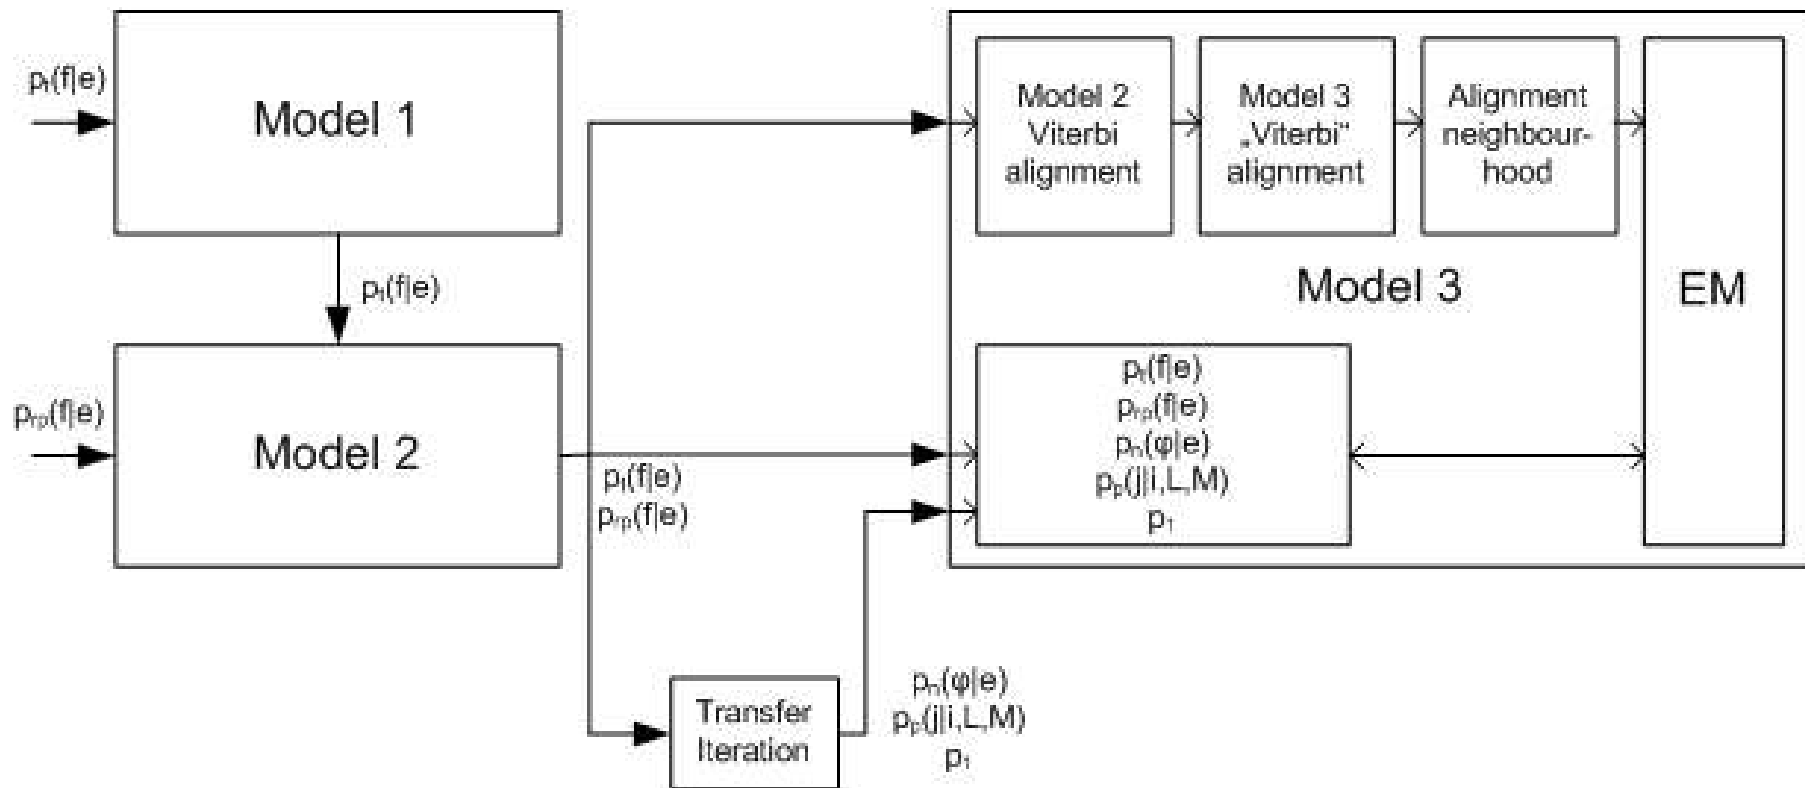 pₜ(f|e)
Model 1
pₜ(f|e)
pᵣₚ(f|e)
Model 2
pₜ(f|e)
pᵣₚ(f|e)
Transfer
Iteration
pₙ(φ|e)
pₚ(j|i,L,M)
p₁
Model 2
Viterbi
alignment
Model 3
„Viterbi“
alignment
Alignment
neighbour-
hood
Model 3
EM
pₜ(f|e)
pᵣₚ(f|e)
pₙ(φ|e)
pₚ(j|i,L,M)
p₁